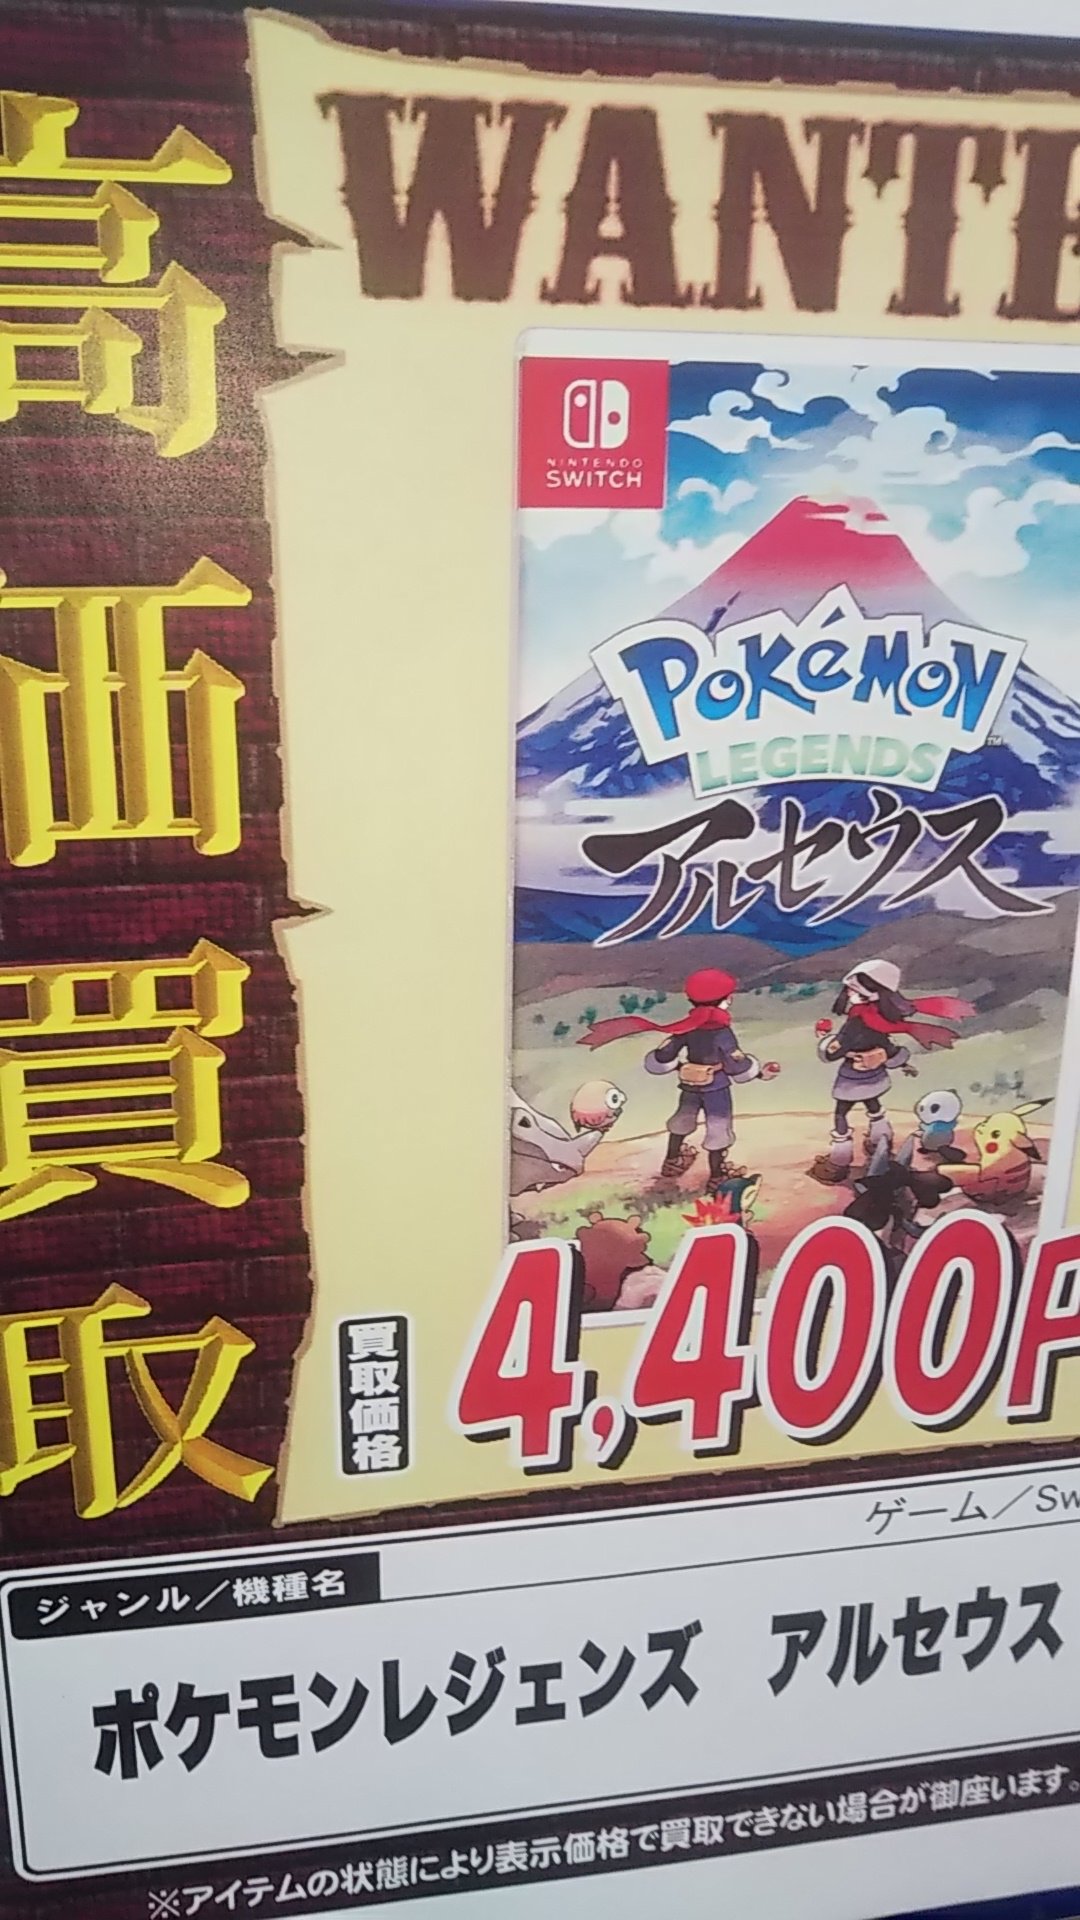 高価買取
WANTE
NINTENDO
SWITCH
POKéMON
LEGENDS
アルセウス
買取価格
4,400P
ゲーム／Sw
ジャンル／機種名
ポケモンレジェンズ アルセウス
※アイテムの状態により表示価格で買取できない場合が御座います。